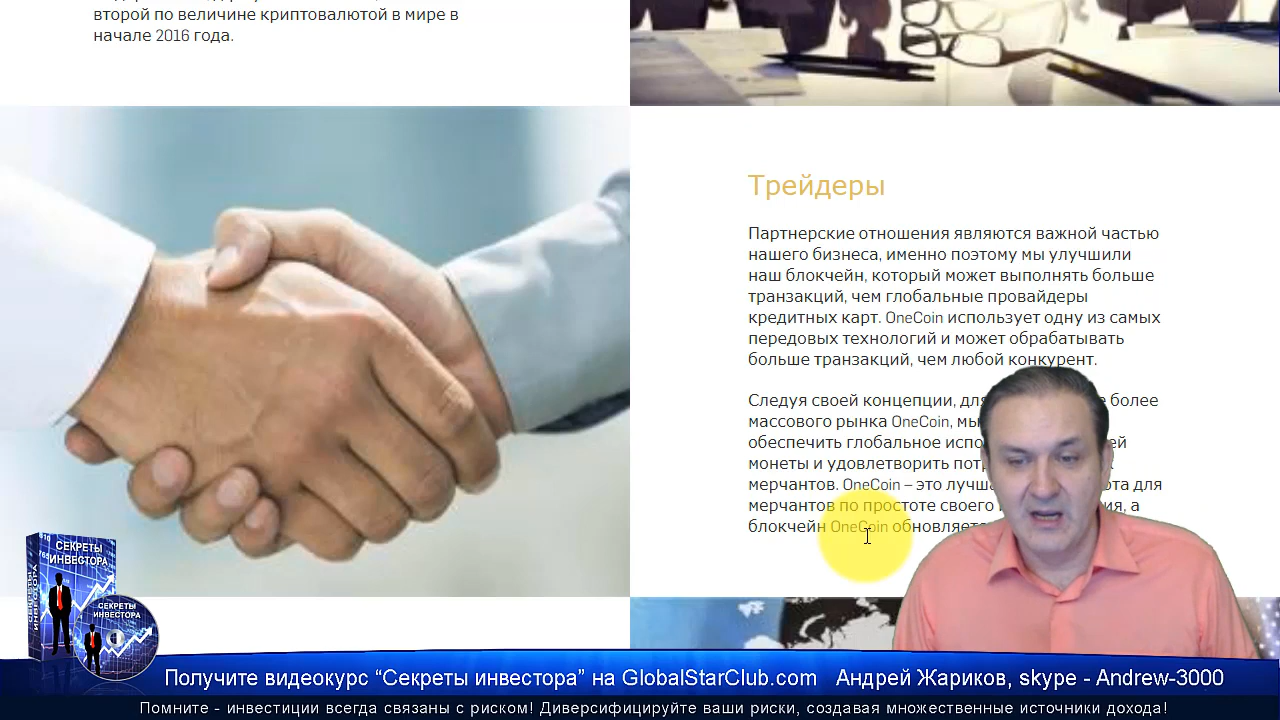 второй по величине криптовалютой в мире в
начале 2016 года.
Трейдеры
Партнерские отношения являются важной частью
нашего бизнеса, именно поэтому мы улучшили
наш блокчейн, который может выполнять больше
транзакций, чем глобальные провайдеры
кредитных карт. OneCoin использует одну из самых
передовых технологий и может обрабатывать
больше транзакций, чем любой конкурент.
Следуя своей концепции, для более
массового рынка OneCoin, мы
обеспечить глобальное
монеты и удовлетворить
мерчантов. OneCoin – это для
мерчантов по простоте своего а
блокчейн OneCoin
СЕКРЕТЫ
ИНВЕСТОРА
СЕКРЕТЫ
ИНВЕСТОРА
СЕКРЕТЫ
ИНВЕСТОРА
Получите видеокурс “Секреты инвестора” на GlobalStarClub.com Андрей Жариков, skype - Andrew-3000
Помните - инвестиции всегда связаны с риском! Диверсифицируйте ваши риски, создавая множественные источники дохода!